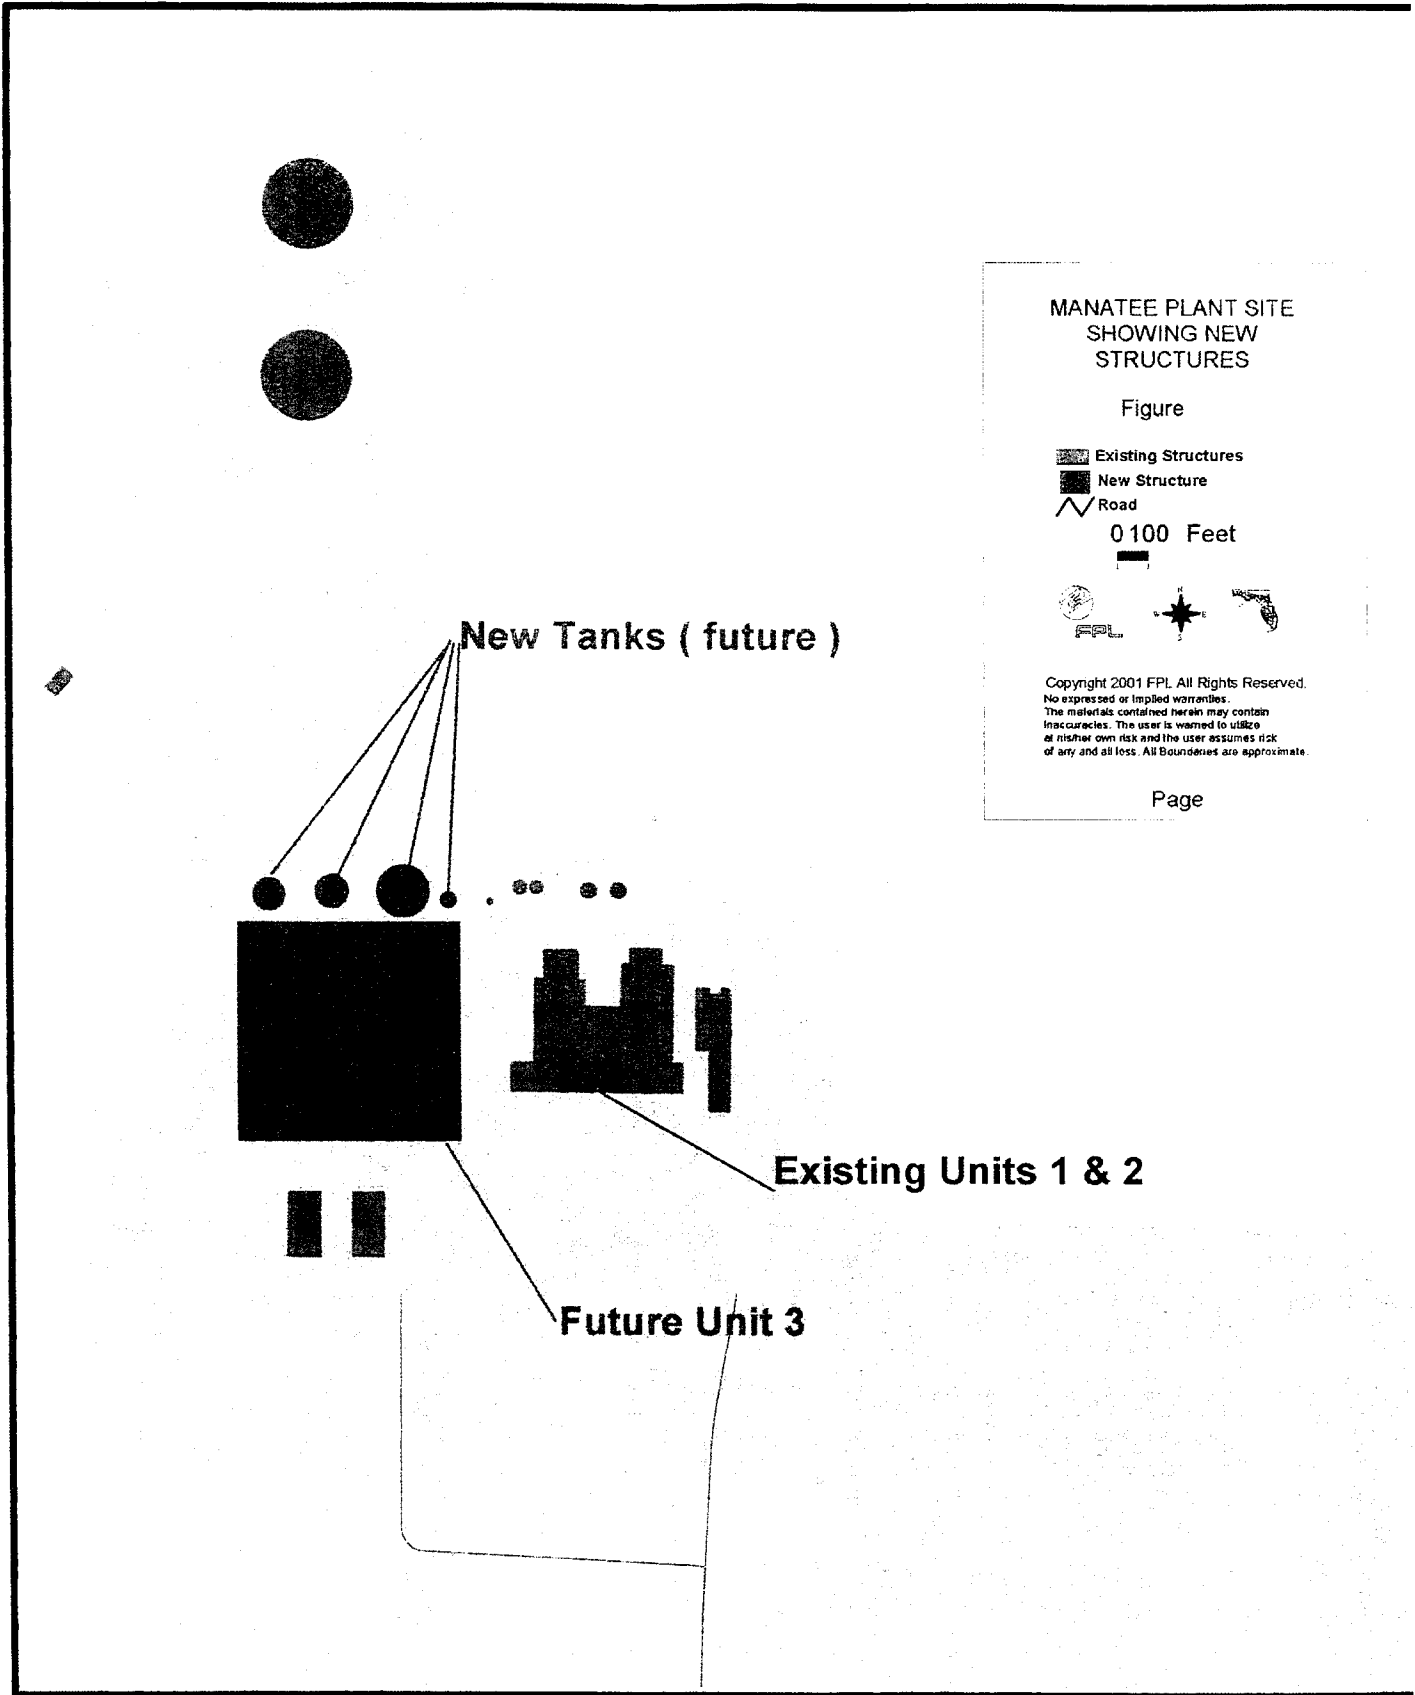 MANATEE PLANT SITE
SHOWING NEW
STRUCTURES
Figure
Existing Structures
New Structure
Road
0 100 Feet
N
W E
S
FPL
Copyright 2001 FPL All Rights Reserved.
No expressed or Implied warranties.
The materials contained herein may contain
inaccuracies. The user is warned to utilize
at his/her own risk and the user assumes risk
of any and all loss. All Boundaries are approximate.
Page
New Tanks ( future )
Existing Units 1 & 2
Future Unit 3